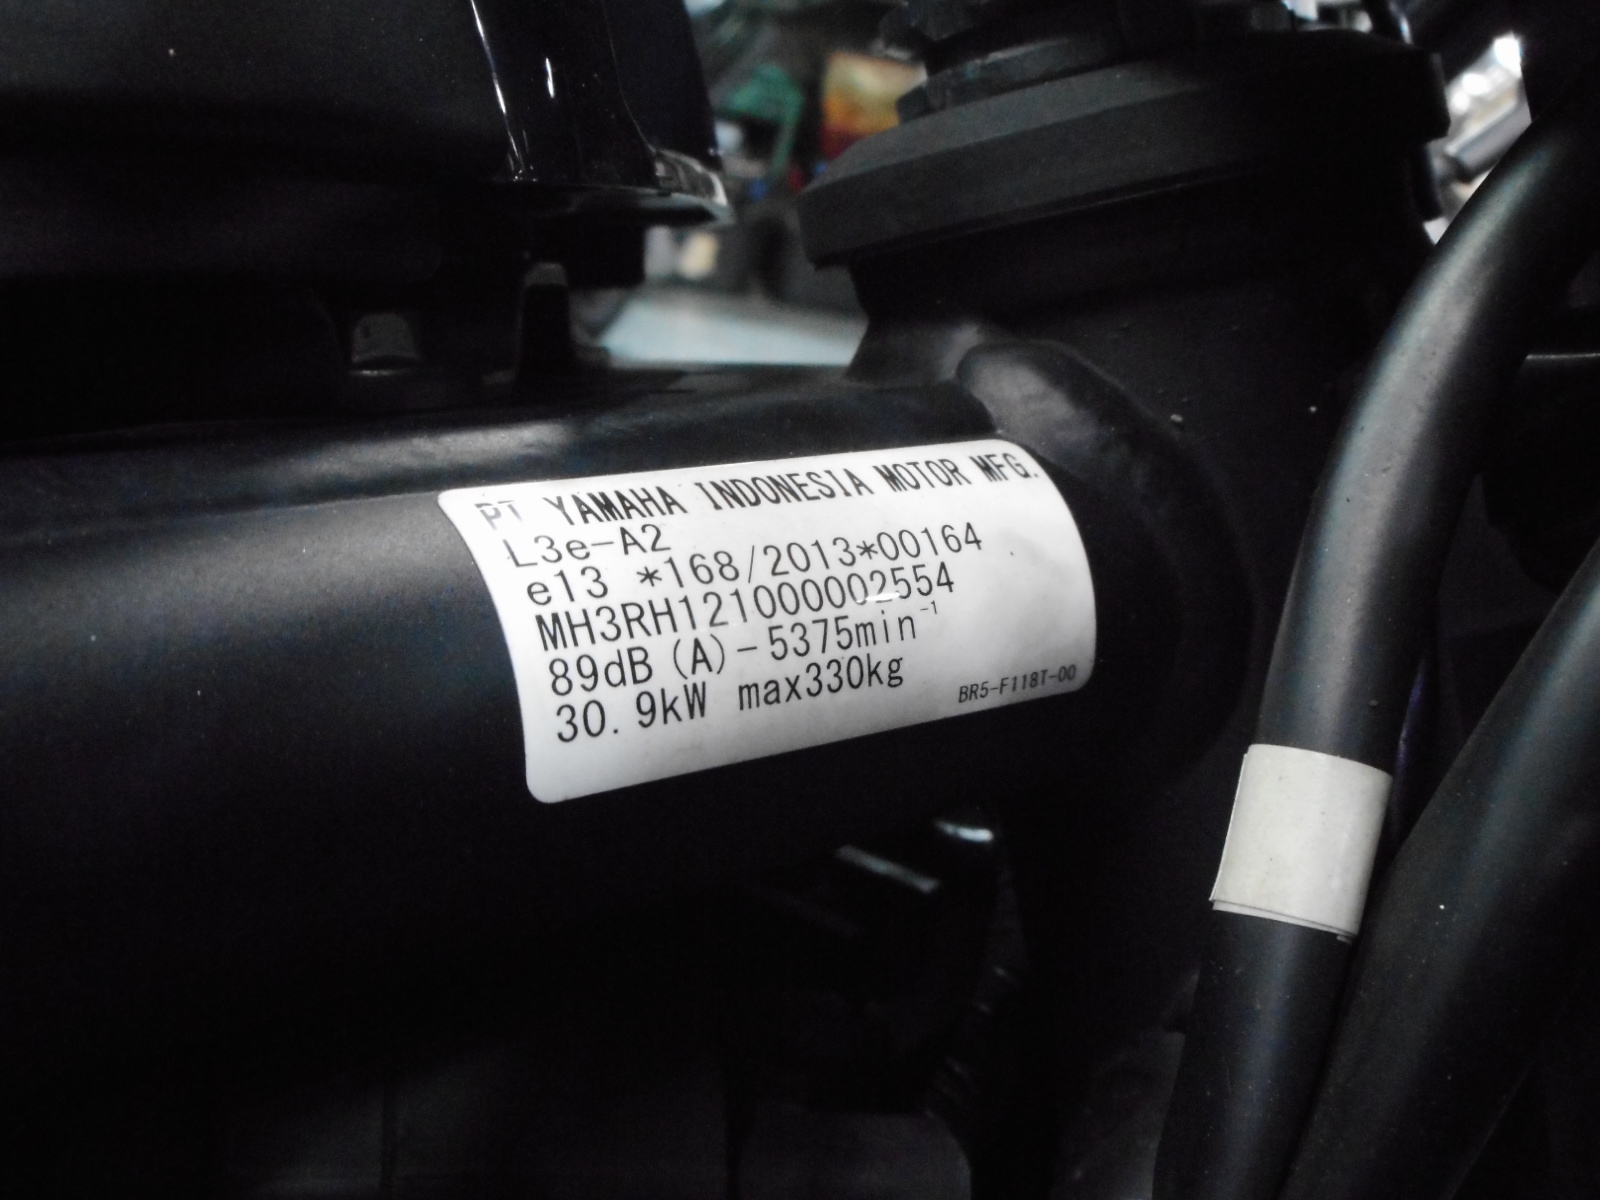 PT YAMAHA INDONESIA MOTOR MFG.
L3e-A2
e13 *168/2013*00164
MH3RH121000002554
89dB (A)-5375min⁻¹
30.9kW max330kg
BR5-F118T-00